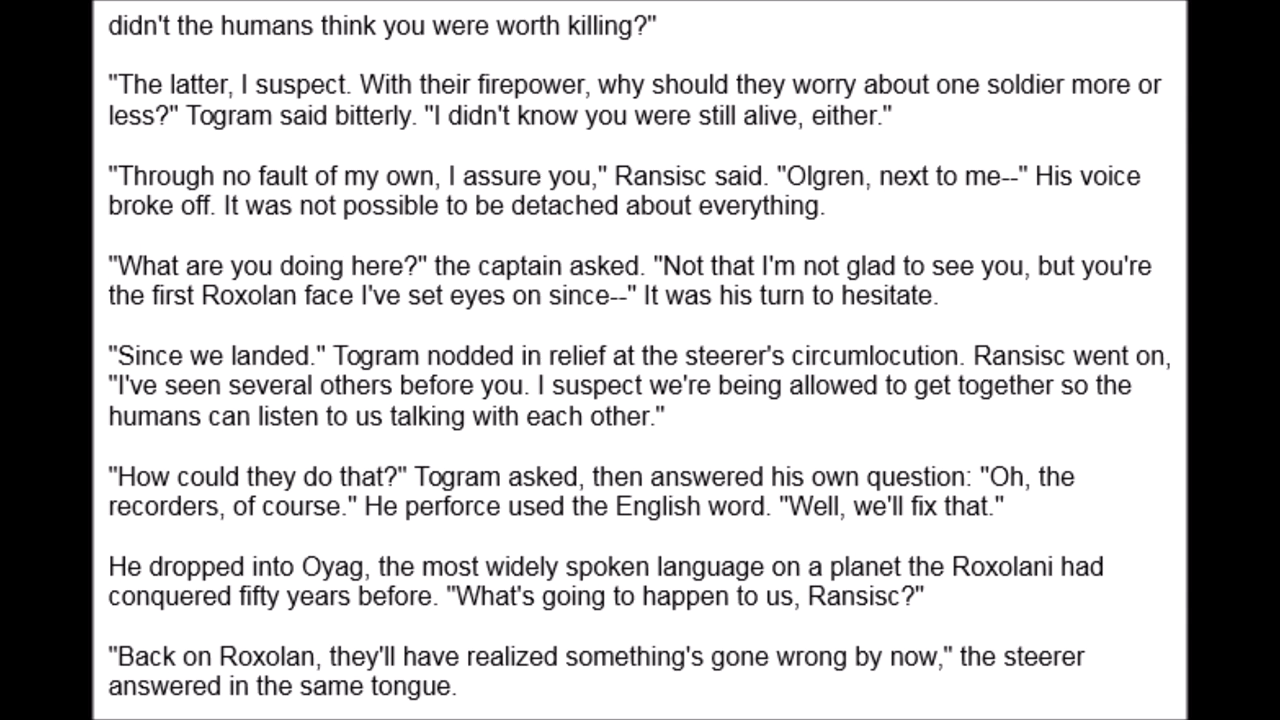 didn't the humans think you were worth killing?"
"The latter, I suspect. With their firepower, why should they worry about one soldier more or
less?" Togram said bitterly. "I didn't know you were still alive, either."
"Through no fault of my own, I assure you," Ransisc said. "Olgren, next to me--" His voice
broke off. It was not possible to be detached about everything.
"What are you doing here?" the captain asked. "Not that I'm not glad to see you, but you're
the first Roxolan face I've set eyes on since--" It was his turn to hesitate.
"Since we landed." Togram nodded in relief at the steerer's circumlocution. Ransisc went on,
"I've seen several others before you. I suspect we're being allowed to get together so the
humans can listen to us talking with each other."
"How could they do that?" Togram asked, then answered his own question: "Oh, the
recorders, of course." He perforce used the English word. "Well, we'll fix that."
He dropped into Oyag, the most widely spoken language on a planet the Roxolani had
conquered fifty years before. "What's going to happen to us, Ransisc?"
"Back on Roxolan, they'll have realized something's gone wrong by now," the steerer
answered in the same tongue.